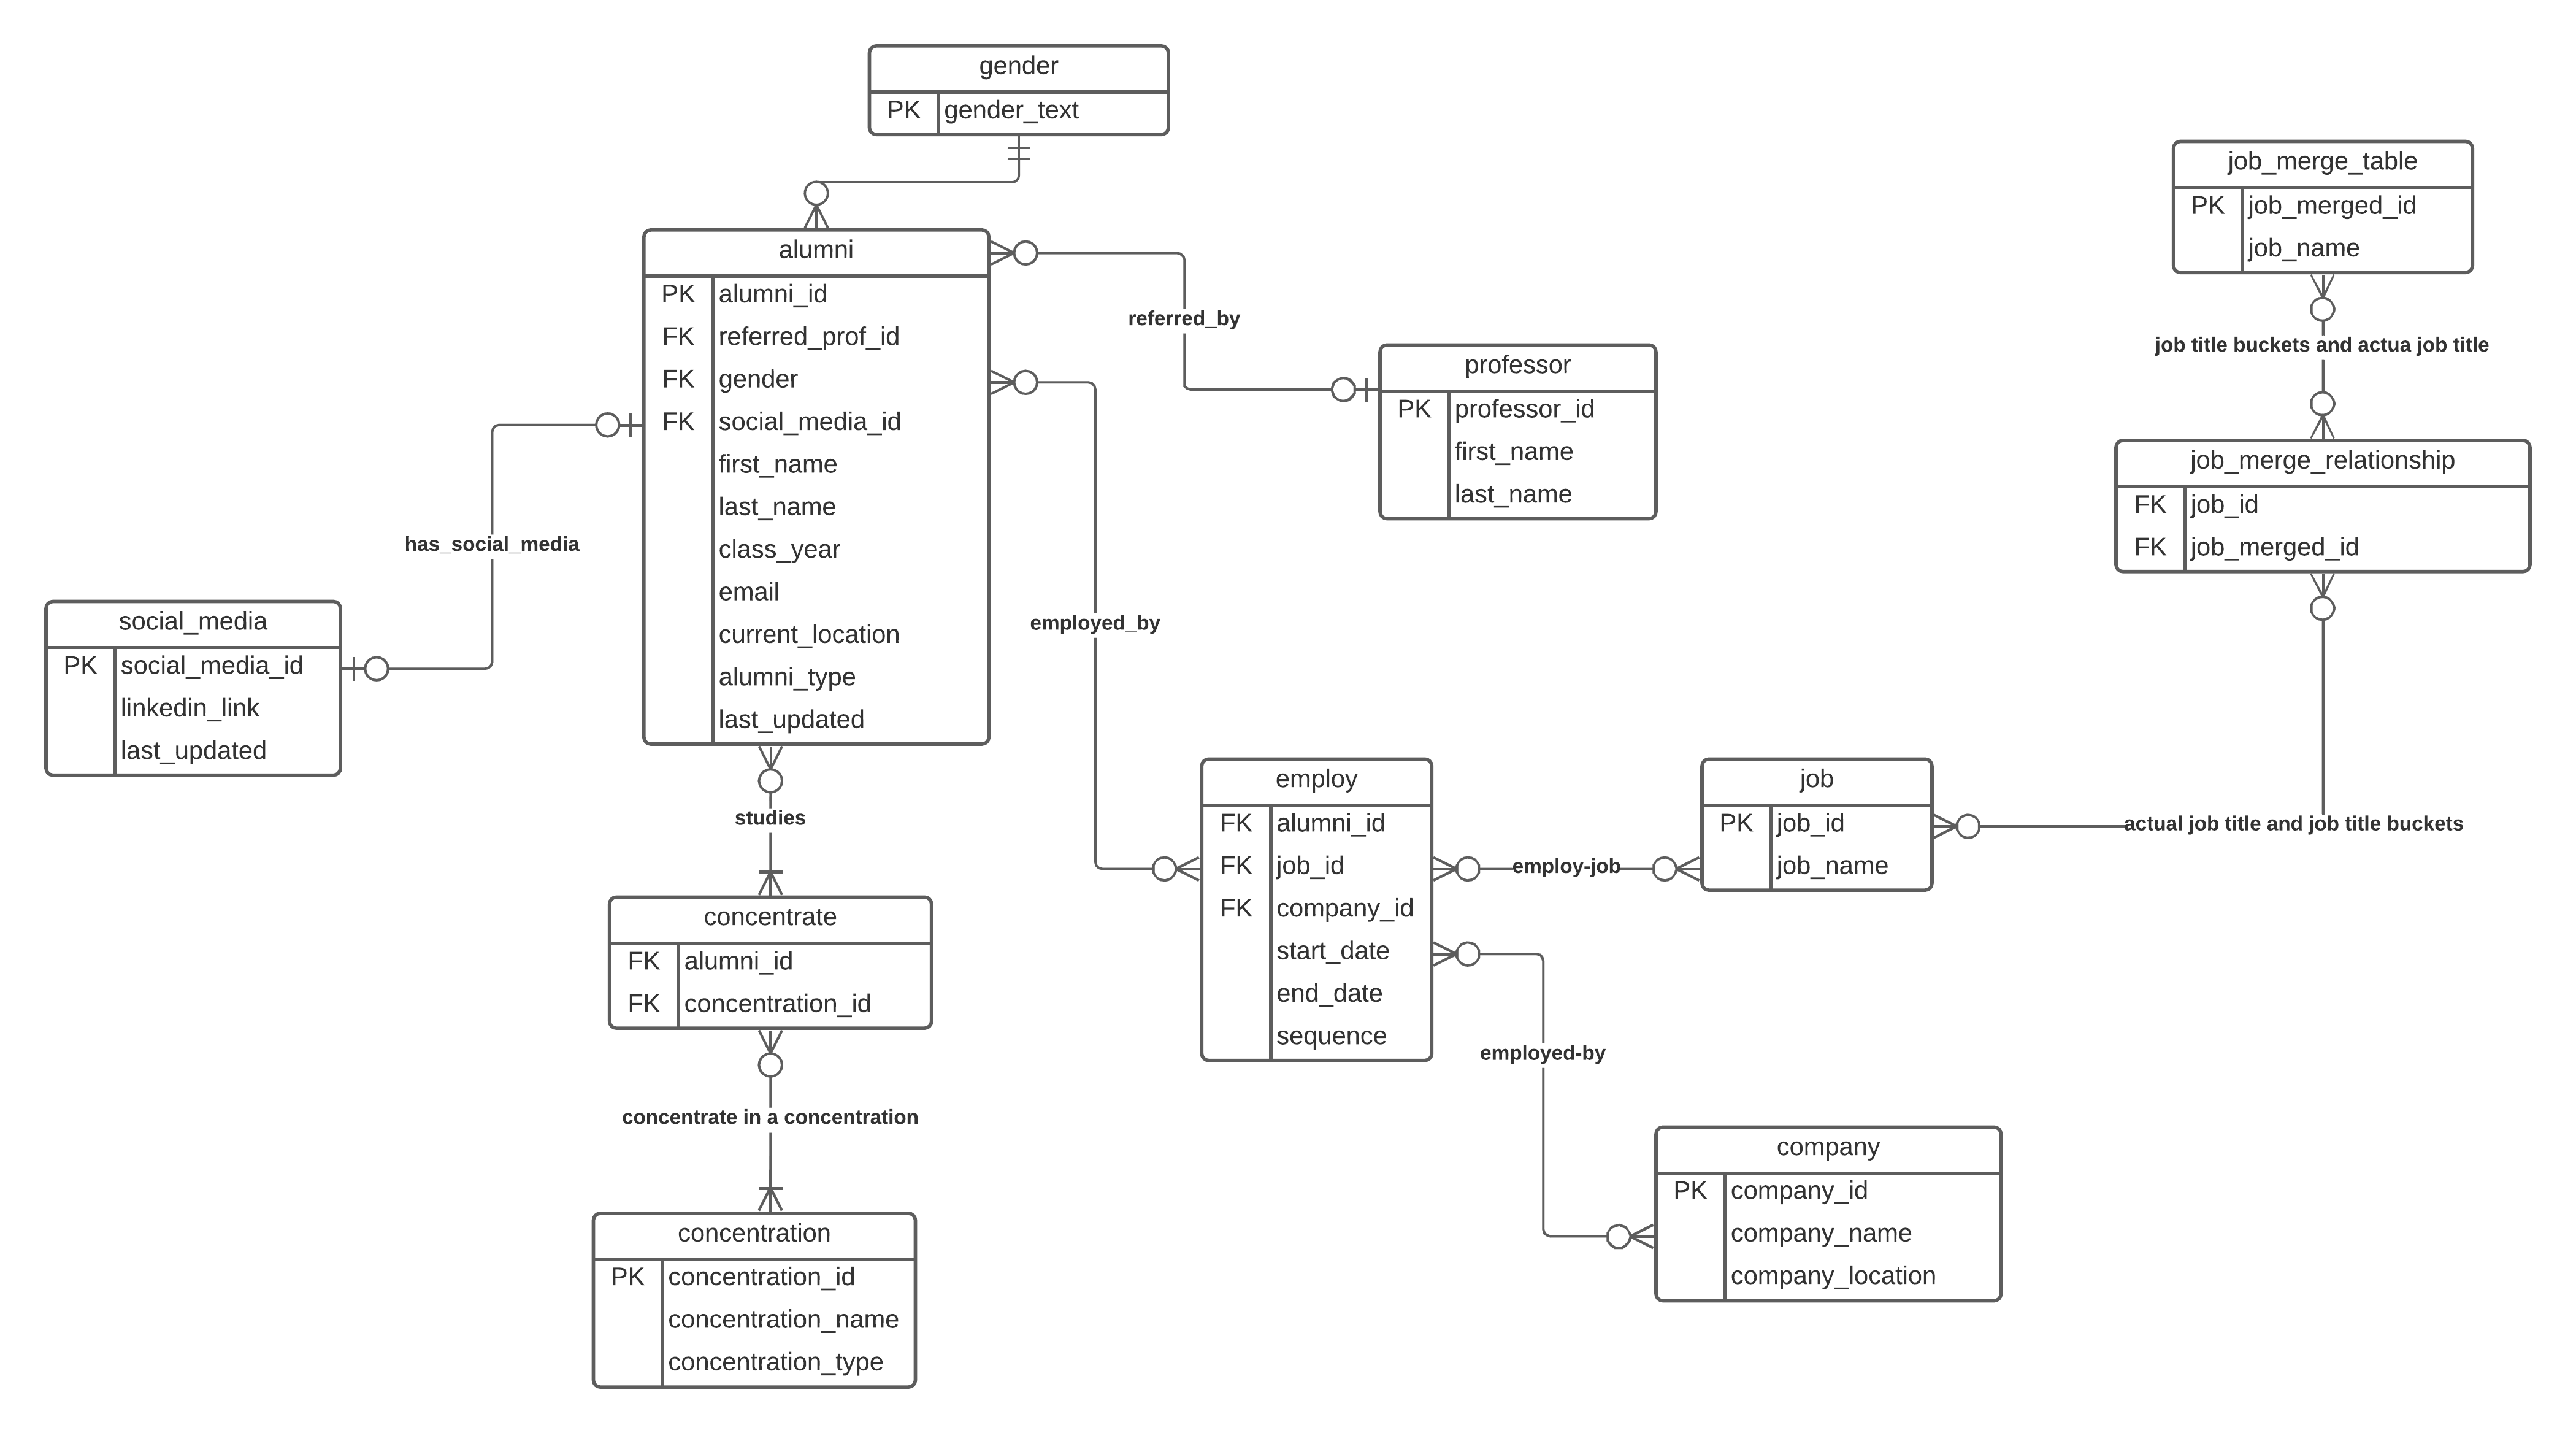 gender
PK gender_text
alumni
PK alumni_id
FK referred_prof_id
FK gender
FK social_media_id
first_name
last_name
class_year
email
current_location
alumni_type
last_updated
referred_by
professor
PK professor_id
first_name
last_name
job_merge_table
PK job_merged_id
job_name
job title buckets and actua job title
job_merge_relationship
FK job_id
FK job_merged_id
has_social_media
social_media
PK social_media_id
linkedin_link
last_updated
employed_by
studies
concentrate
FK alumni_id
FK concentration_id
concentrate in a concentration
concentration
PK concentration_id
concentration_name
concentration_type
employ
FK alumni_id
FK job_id
FK company_id
start_date
end_date
sequence
employ-job
job
PK job_id
job_name
actual job title and job title buckets
employed-by
company
PK company_id
company_name
company_location